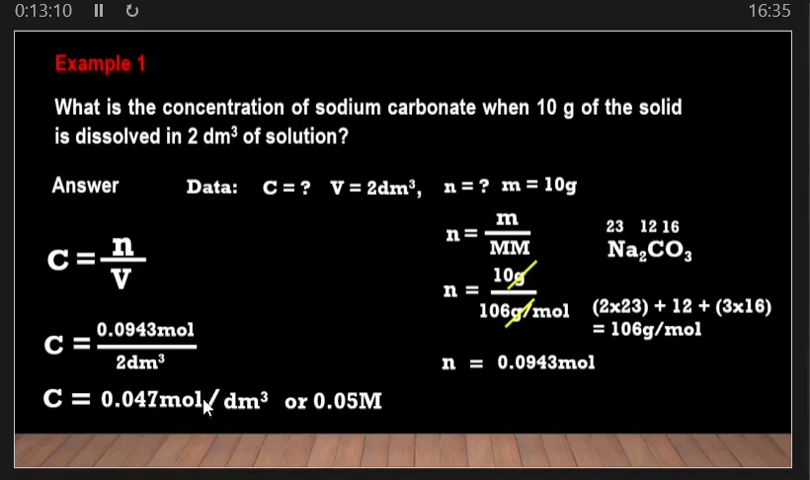 0:13:10
16:35
Example 1
What is the concentration of sodium carbonate when 10 g of the solid
is dissolved in 2 dm³ of solution?
Answer Data: C = ? V = 2dm³, n = ? m = 10g
C = n/V
C = 0.0943mol/2dm³
C = 0.047mol/dm³ or 0.05M
n = m/MM
n = 10g/106g/mol
n = 0.0943mol
23 12 16
Na₂CO₃
(2x23) + 12 + (3x16)
= 106g/mol